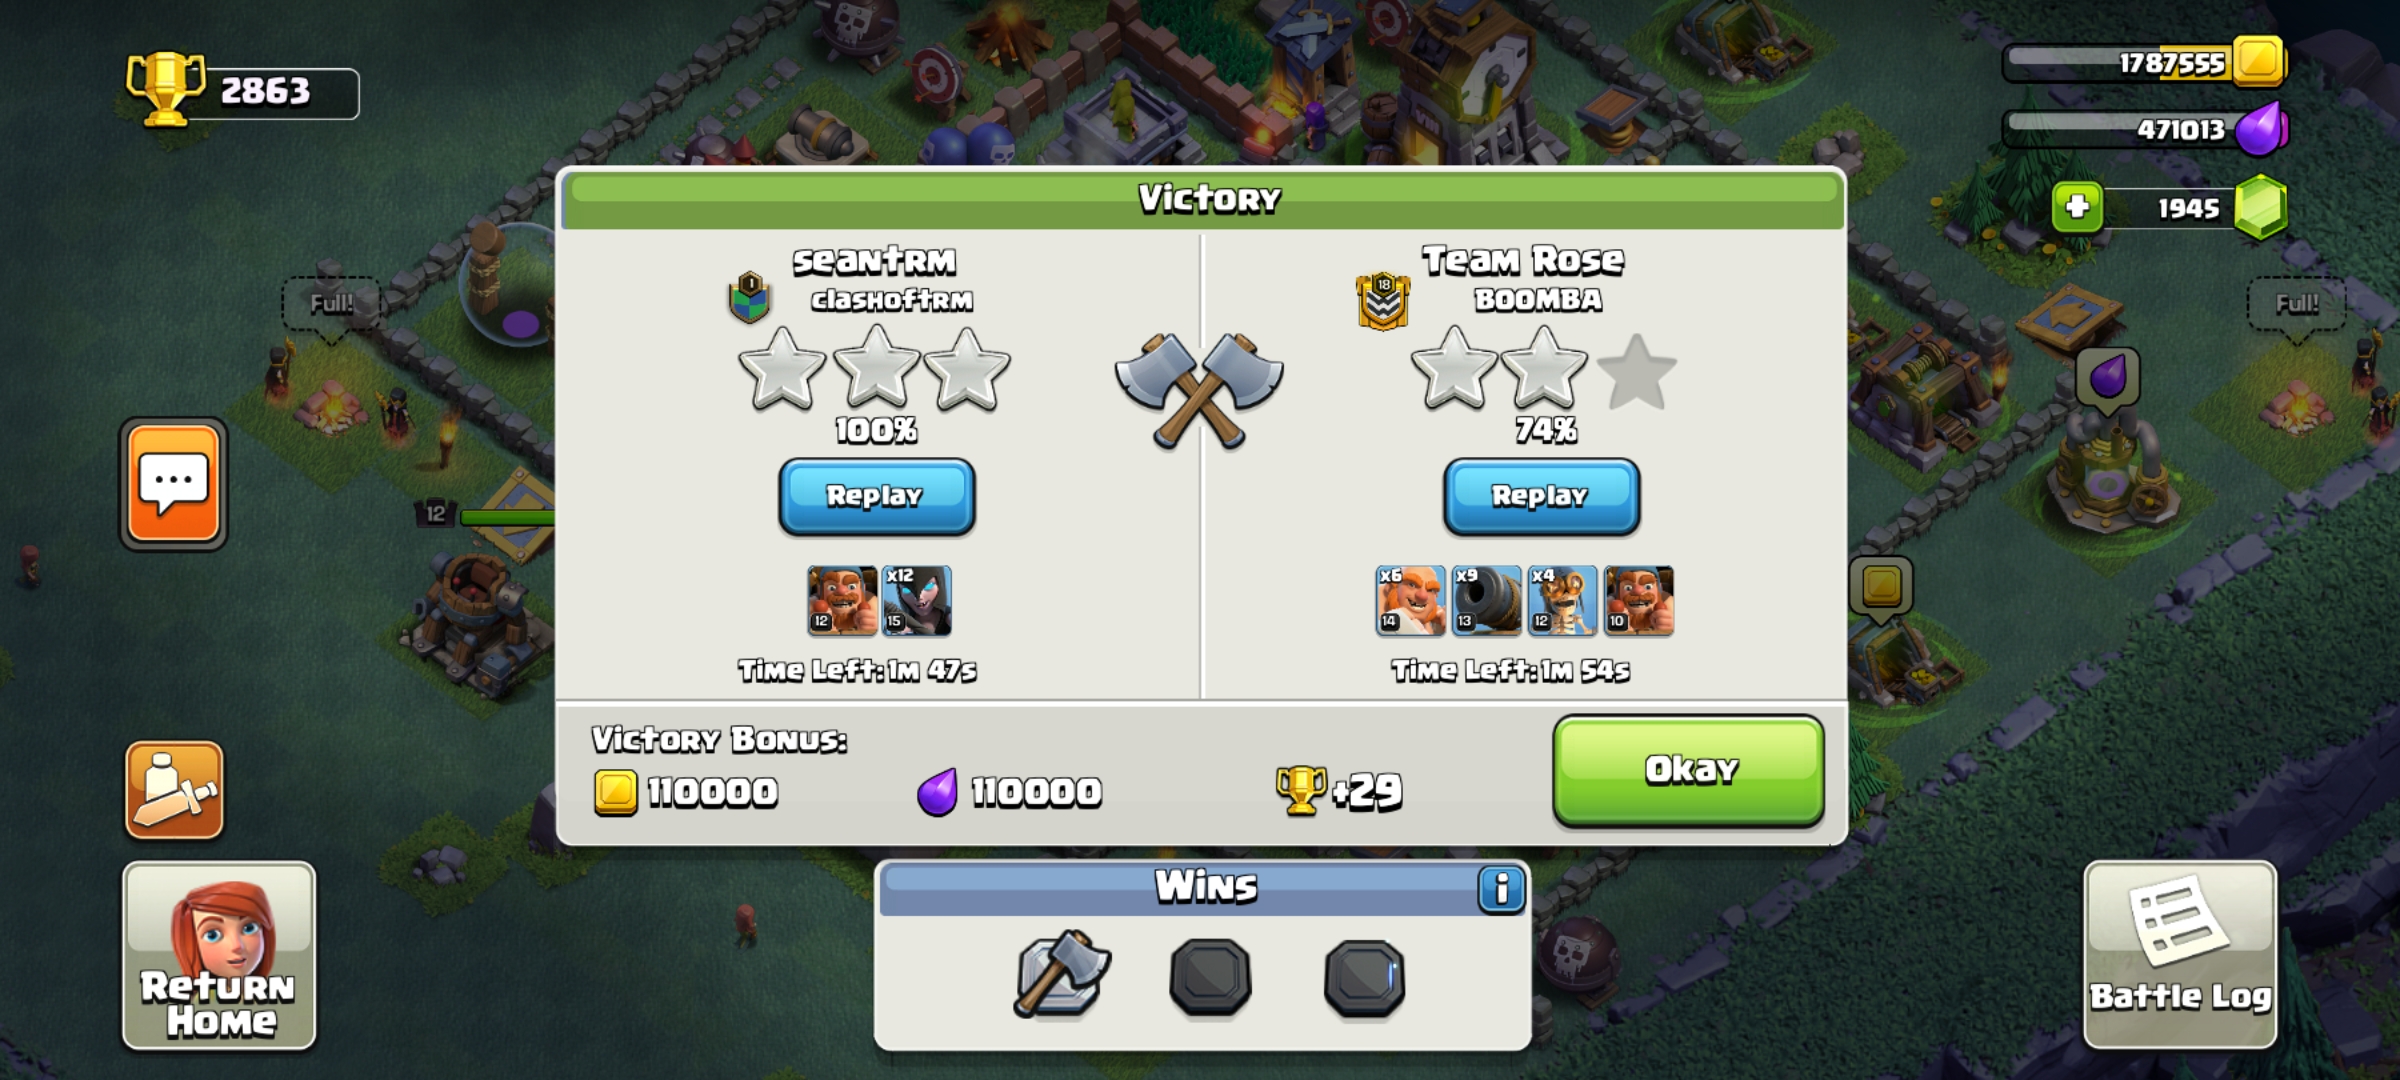 2863
1787555
471013
1945
Full!
Full!
12
Victory
seantrm
clashoftrm
1
100%
Replay
12
x12
15
Time Left: 1m 47s
Team Rose
BOOMBA
18
74%
Replay
x6
14
x9
13
x4
12
10
Time Left: 1m 54s
Victory Bonus:
110000
110000
+29
Okay
Wins
i
Return
Home
Battle Log